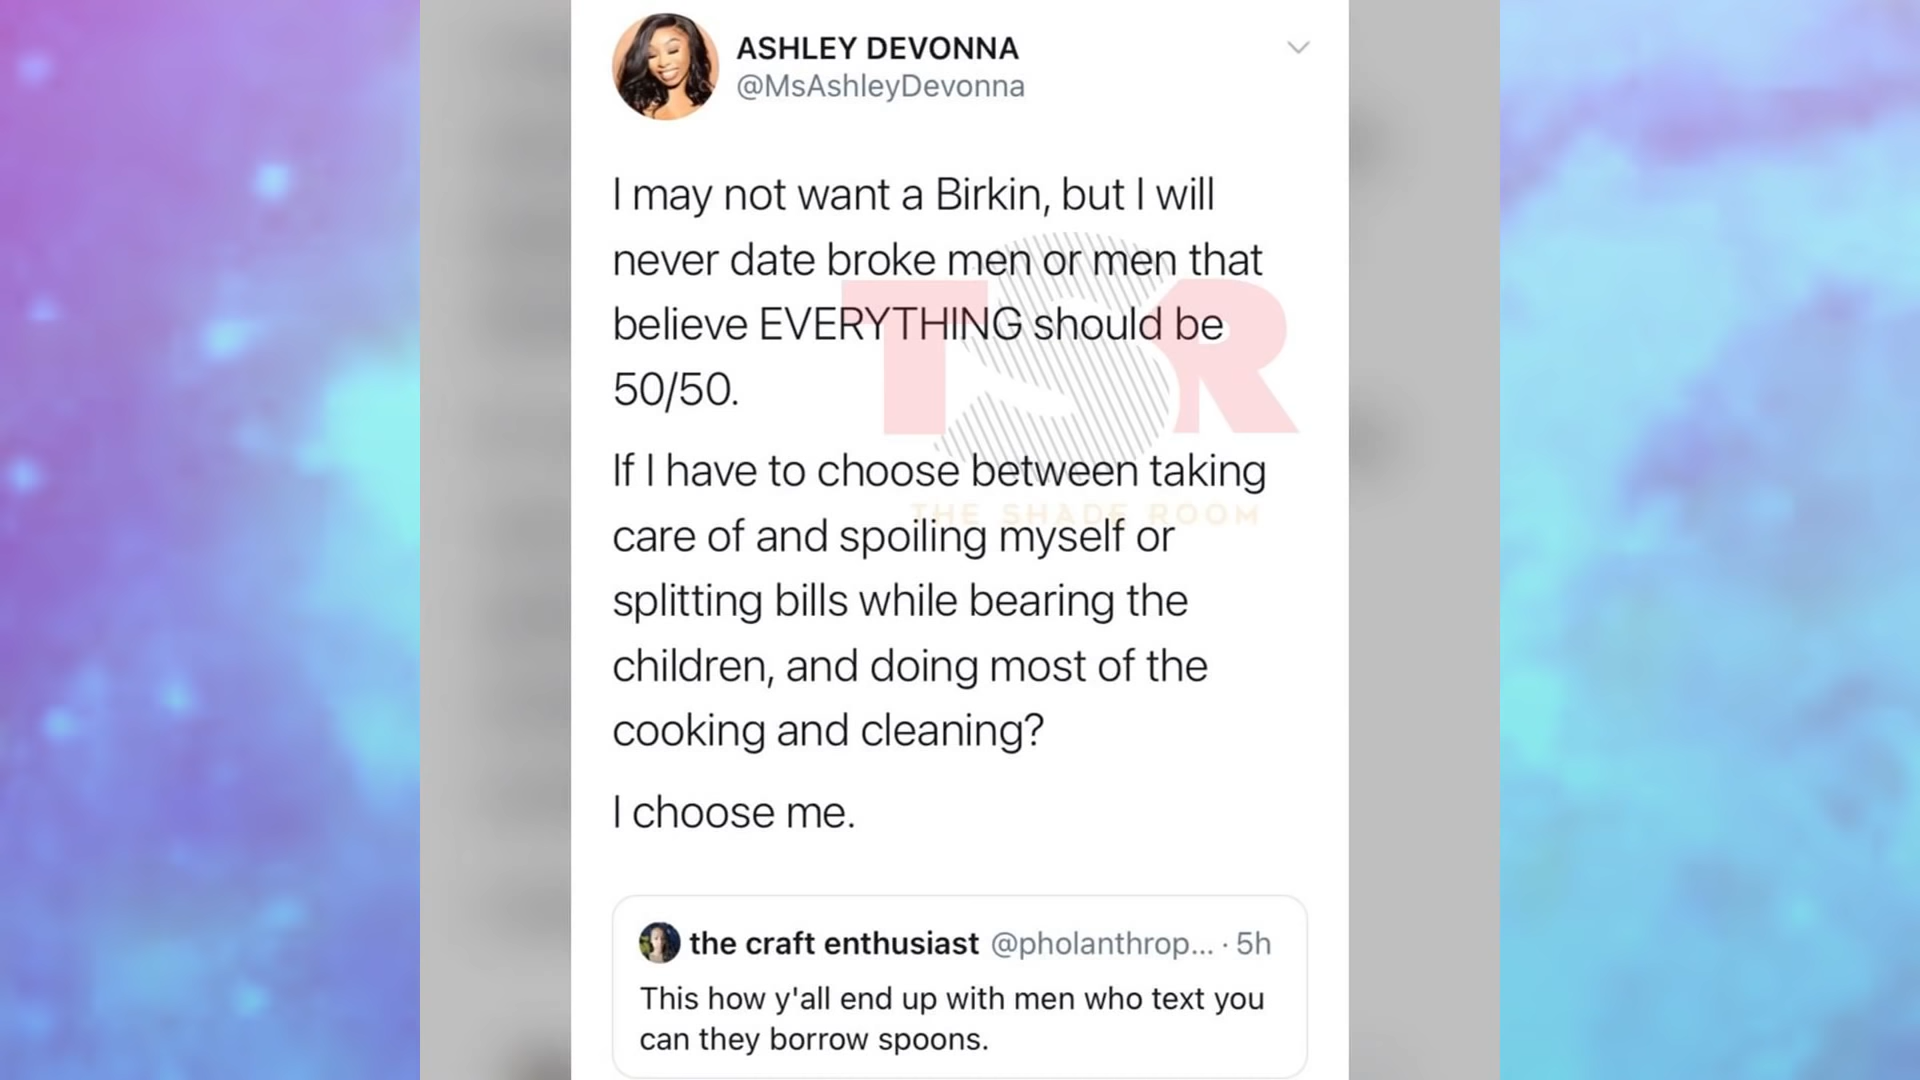 ASHLEY DEVONNA
@MsAshleyDevonna
I may not want a Birkin, but I will
never date broke men or men that
believe EVERYTHING should be
50/50.
If I have to choose between taking
care of and spoiling myself or
splitting bills while bearing the
children, and doing most of the
cooking and cleaning?
I choose me.
TSR
THE SHADE ROOM
the craft enthusiast @pholanthrop... · 5h
This how y'all end up with men who text you
can they borrow spoons.